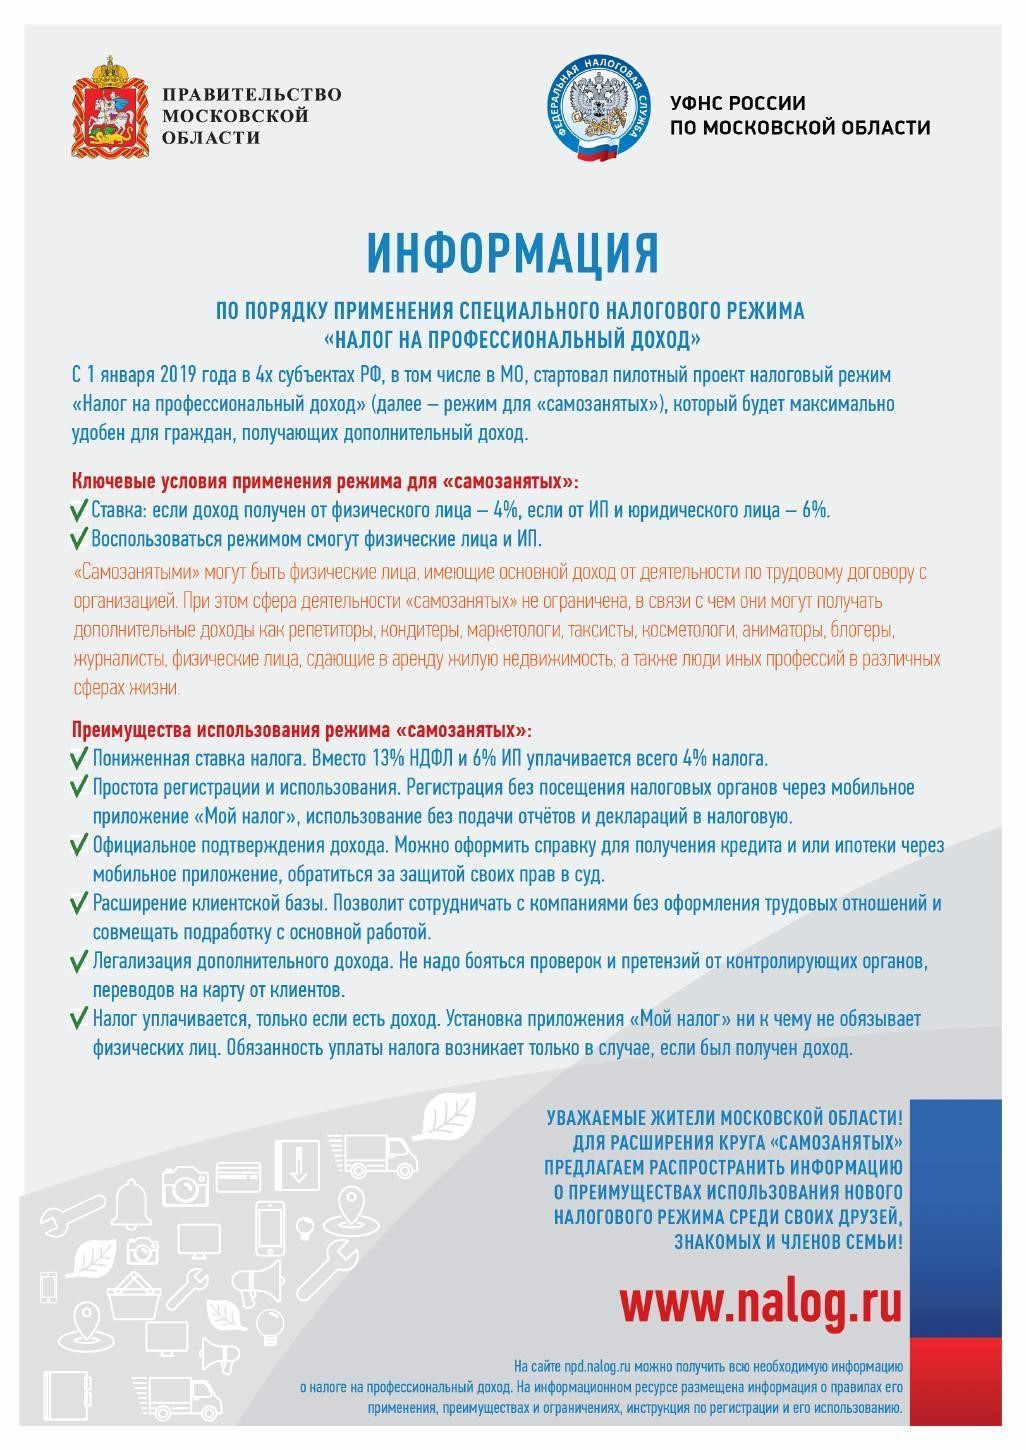 ПРАВИТЕЛЬСТВО
МОСКОВСКОЙ
ОБЛАСТИ
ФЕДЕРАЛЬНАЯ НАЛОГОВАЯ СЛУЖБА
УФНС РОССИИ
ПО МОСКОВСКОЙ ОБЛАСТИ
ИНФОРМАЦИЯ
ПО ПОРЯДКУ ПРИМЕНЕНИЯ СПЕЦИАЛЬНОГО НАЛОГОВОГО РЕЖИМА
«НАЛОГ НА ПРОФЕССИОНАЛЬНЫЙ ДОХОД»
С 1 января 2019 года в 4х субъектах РФ, в том числе в МО, стартовал пилотный проект налоговый режим
«Налог на профессиональный доход» (далее – режим для «самозанятых»), который будет максимально
удобен для граждан, получающих дополнительный доход.
Ключевые условия применения режима для «самозанятых»:
Ставка: если доход получен от физического лица – 4%, если от ИП и юридического лица – 6%.
Воспользоваться режимом смогут физические лица и ИП.
«Самозанятыми» могут быть физические лица, имеющие основной доход от деятельности по трудовому договору с
организацией. При этом сфера деятельности «самозанятых» не ограничена, в связи с чем они могут получать
дополнительные доходы как репетиторы, кондитеры, маркетологи, таксисты, косметологи, аниматоры, блогеры,
журналисты, физические лица, сдающие в аренду жилую недвижимость, а также люди иных профессий в различных
сферах жизни.
Преимущества использования режима «самозанятых»:
Пониженная ставка налога. Вместо 13% НДФЛ и 6% ИП уплачивается всего 4% налога.
Простота регистрации и использования. Регистрация без посещения налоговых органов через мобильное
приложение «Мой налог», использование без подачи отчётов и деклараций в налоговую.
Официальное подтверждения дохода. Можно оформить справку для получения кредита и или ипотеки через
мобильное приложение, обратиться за защитой своих прав в суд.
Расширение клиентской базы. Позволит сотрудничать с компаниями без оформления трудовых отношений и
совмещать подработку с основной работой.
Легализация дополнительного дохода. Не надо бояться проверок и претензий от контролирующих органов,
переводов на карту от клиентов.
Налог уплачивается, только если есть доход. Установка приложения «Мой налог» ни к чему не обязывает
физических лиц. Обязанность уплаты налога возникает только в случае, если был получен доход.
УВАЖАЕМЫЕ ЖИТЕЛИ МОСКОВСКОЙ ОБЛАСТИ!
ДЛЯ РАСШИРЕНИЯ КРУГА «САМОЗАНЯТЫХ»
ПРЕДЛАГАЕМ РАСПРОСТРАНИТЬ ИНФОРМАЦИЮ
О ПРЕИМУЩЕСТВАХ ИСПОЛЬЗОВАНИЯ НОВОГО
НАЛОГОВОГО РЕЖИМА СРЕДИ СВОИХ ДРУЗЕЙ,
ЗНАКОМЫХ И ЧЛЕНОВ СЕМЬИ!
www.nalog.ru
На сайте npd.nalog.ru можно получить всю необходимую информацию
о налоге на профессиональный доход. На информационном ресурсе размещена информация о правилах его
применения, преимуществах и ограничениях, инструкция по регистрации и его использованию.